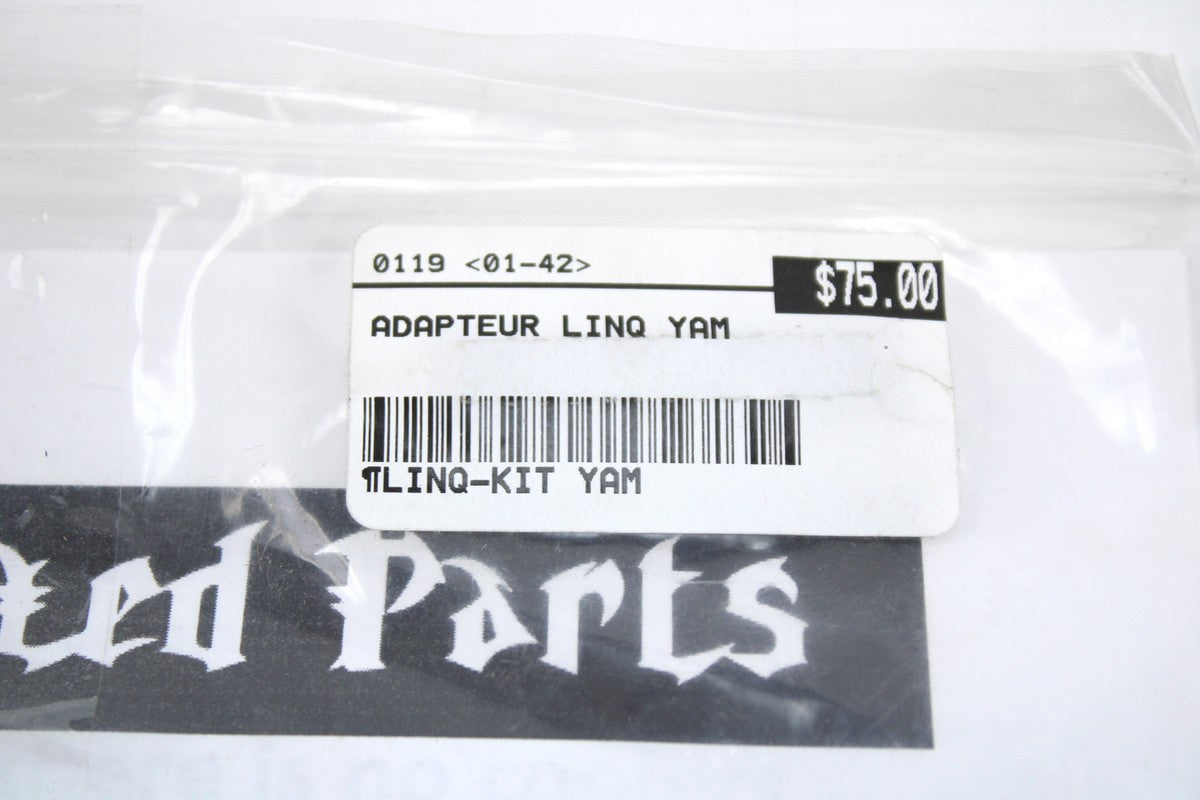 0119 <01-42>
$75.00
ADAPTEUR LINQ YAM
¶LINQ-KIT YAM
Parts